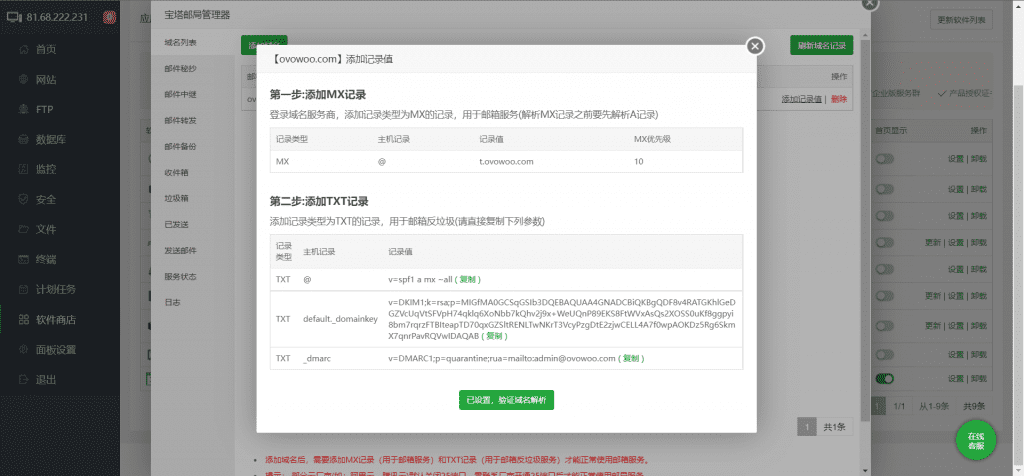 81.68.222.231
0
首页
网站
FTP
数据库
监控
安全
文件
终端
计划任务
软件商店
面板设置
退出
宝塔邮局管理器
更新软件列表
域名列表
邮件秘抄
邮件中继
邮件转发
邮件备份
收件箱
垃圾箱
已发送
发送邮件
服务状态
日志
刷新域名记录
操作
添加记录值 | 删除
企业版服务群
产品授权证
首页显示
操作
设置 | 卸载
设置 | 卸载
设置 | 卸载
更新 | 设置 | 卸载
设置 | 卸载
更新 | 设置 | 卸载
更新 | 设置 | 卸载
设置 | 卸载
设置 | 卸载
【ovowoo.com】添加记录值
第一步:添加MX记录
登录域名服务商，添加记录类型为MX的记录，用于邮箱服务(解析MX记录之前要先解析A记录)
记录类型 主机记录 记录值 MX优先级
MX @ t.ovowoo.com 10
第二步:添加TXT记录
添加记录类型为TXT的记录，用于邮箱反垃圾(请直接复制下列参数)
记录类型 主机记录 记录值
TXT @ v=spf1 a mx ~all ( 复制 )
TXT default._domainkey
TXT _dmarc v=DMARC1;p=quarantine;rua=mailto:admin@ovowoo.com ( 复制 )
已设置，验证域名解析
1 共1条
1 1/1 从1-9条 共9条
在线
客服
添加域名后，需要添加MX记录（用于邮箱服务）和TXT记录（用于邮箱反垃圾服务）才能正常使用邮箱服务。